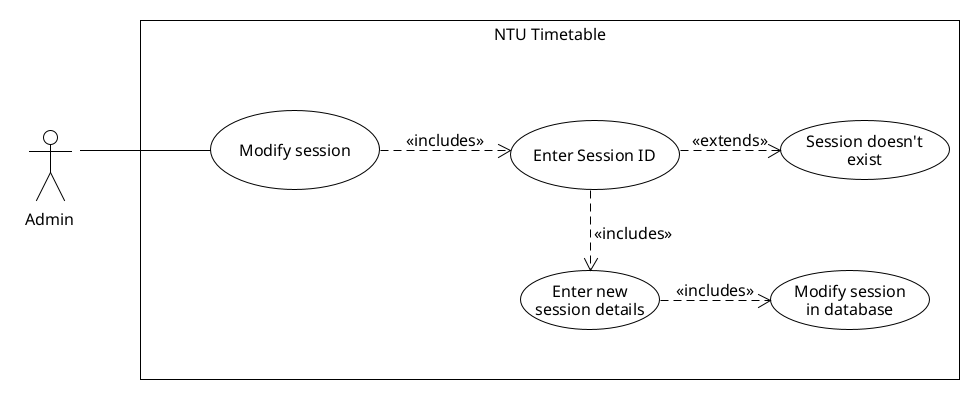 NTU Timetable
Modify session
«includes»
Enter Session ID
«extends»
Session doesn't
exist
Admin
«includes»
Enter new
session details
«includes»
Modify session
in database